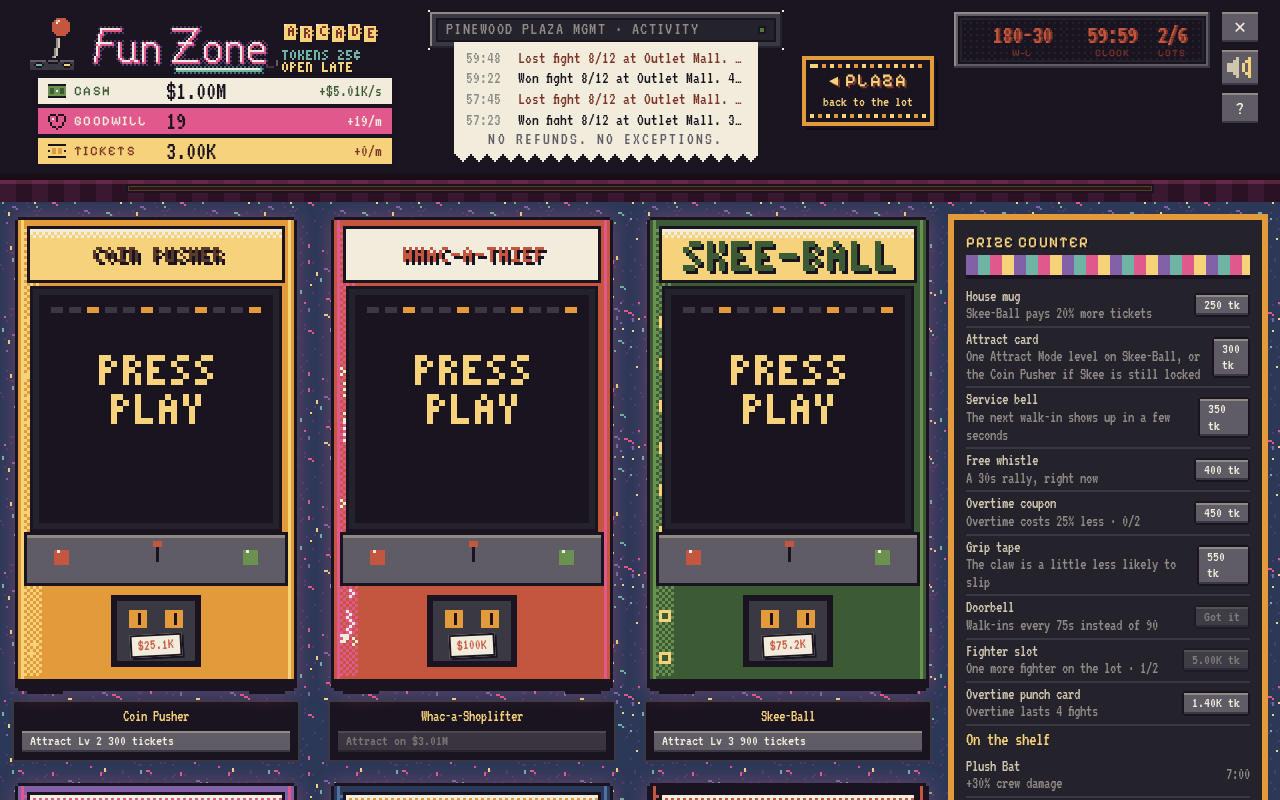 Fun Zone
ARCADE
TOKENS 25¢
OPEN LATE
CASH $1.00M +$5.01K/s
GOODWILL 19 +19/m
TICKETS 3.00K +0/m
PINEWOOD PLAZA MGMT · ACTIVITY
59:48 Lost fight 8/12 at Outlet Mall. …
59:22 Won fight 8/12 at Outlet Mall. 4…
57:45 Lost fight 8/12 at Outlet Mall. …
57:23 Won fight 8/12 at Outlet Mall. 3…
NO REFUNDS. NO EXCEPTIONS.
◄ PLAZA
back to the lot
180-30 59:59 2/6
W-L CLOCK LOTS
×
?
COIN PUSHER
PRESS
PLAY
$25.1K
Coin Pusher
Attract Lv 2 300 tickets
WHAC-A-THIEF
PRESS
PLAY
$100K
Whac-a-Shoplifter
Attract on $3.01M
SKEE-BALL
PRESS
PLAY
$75.2K
Skee-Ball
Attract Lv 3 900 tickets
PRIZE COUNTER
House mug
Skee-Ball pays 20% more tickets
250 tk
Attract card
One Attract Mode level on Skee-Ball, or
the Coin Pusher if Skee is still locked
300
tk
Service bell
The next walk-in shows up in a few
seconds
350
tk
Free whistle
A 30s rally, right now
400 tk
Overtime coupon
Overtime costs 25% less · 0/2
450 tk
Grip tape
The claw is a little less likely to
slip
550
tk
Doorbell
Walk-ins every 75s instead of 90
Got it
Fighter slot
One more fighter on the lot · 1/2
5.00K tk
Overtime punch card
Overtime lasts 4 fights
1.40K tk
On the shelf
Plush Bat
+30% crew damage
7:00